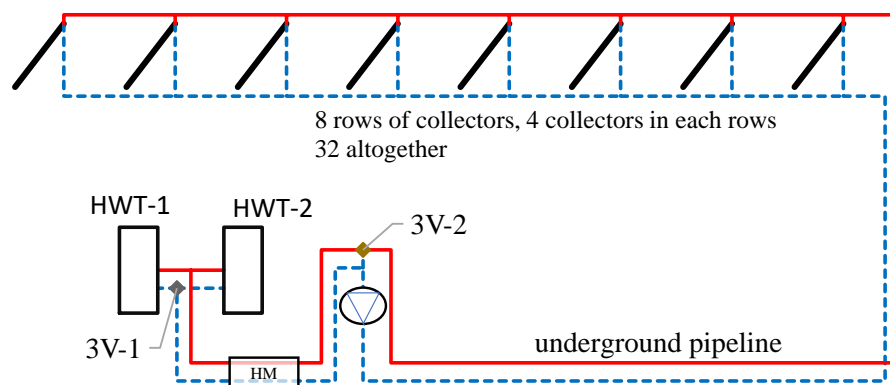 8 rows of collectors, 4 collectors in each rows
32 altogether
HWT-1
HWT-2
3V-2
3V-1
underground pipeline
HM